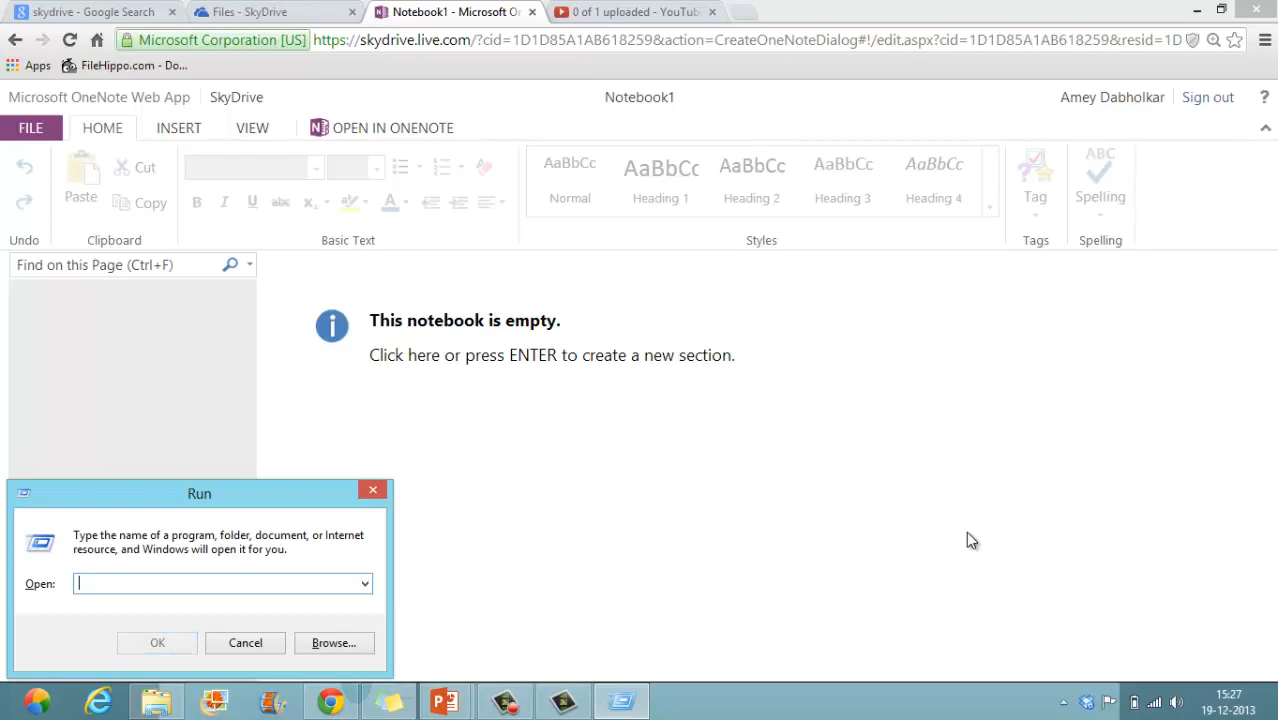 skydrive - Google Search
Files - SkyDrive
Notebook1 - Microsoft O
0 of 1 uploaded - YouTube
Microsoft Corporation [US]
https://skydrive.live.com/?cid=1D1D85A1AB618259&action=CreateOneNoteDialog#!/edit.aspx?cid=1D1D85A1AB618259&resid=1D
Apps
FileHippo.com - Do...
Microsoft OneNote Web App
SkyDrive
Notebook1
Amey Dabholkar
Sign out
?
FILE
HOME
INSERT
VIEW
OPEN IN ONENOTE
Paste
Cut
Copy
B I U abc x
A
AaBbCc
AaBbCc
AaBbCc
AaBbCc
AaBbCc
Normal
Heading 1
Heading 2
Heading 3
Heading 4
Tag
ABC
Spelling
Undo
Clipboard
Basic Text
Styles
Tags
Spelling
Find on this Page (Ctrl+F)
This notebook is empty.
Click here or press ENTER to create a new section.
Run
Type the name of a program, folder, document, or Internet
resource, and Windows will open it for you.
Open:
OK
Cancel
Browse...
15:27
19-12-2013